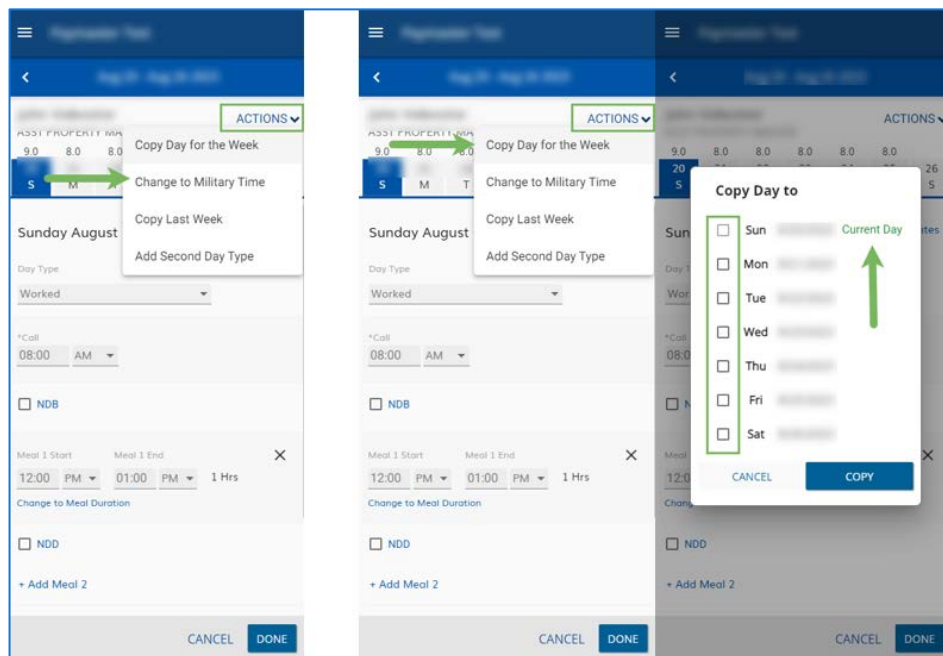 ACTIONS
ASST PROPERTY MA
9.0 8.0 8.0
S M
Copy Day for the Week
Change to Military Time
Copy Last Week
Add Second Day Type
Sunday August
Day Type
Worked
*Call
08:00 AM
NDB
Meal 1 Start Meal 1 End
12:00 PM 01:00 PM 1 Hrs
Change to Meal Duration
NDD
+ Add Meal 2
CANCEL DONE
ACTIONS
ASST PROPERTY MA
9.0 8.0 8.0
S M T
Copy Day for the Week
Change to Military Time
Copy Last Week
Add Second Day Type
Sunday August
Day Type
Worked
*Call
08:00 AM
NDB
Meal 1 Start Meal 1 End
12:00 PM 01:00 PM 1 Hrs
Change to Meal Duration
NDD
+ Add Meal 2
CANCEL DONE
ACTIONS
9.0 8.0 8.0 8.0 8.0 8.0
20 26
S S
Copy Day to
Sun Current Day
Mon
Tue
Wed
Thu
Fri
Sat
CANCEL COPY
NDD
+ Add Meal 2
CANCEL DONE